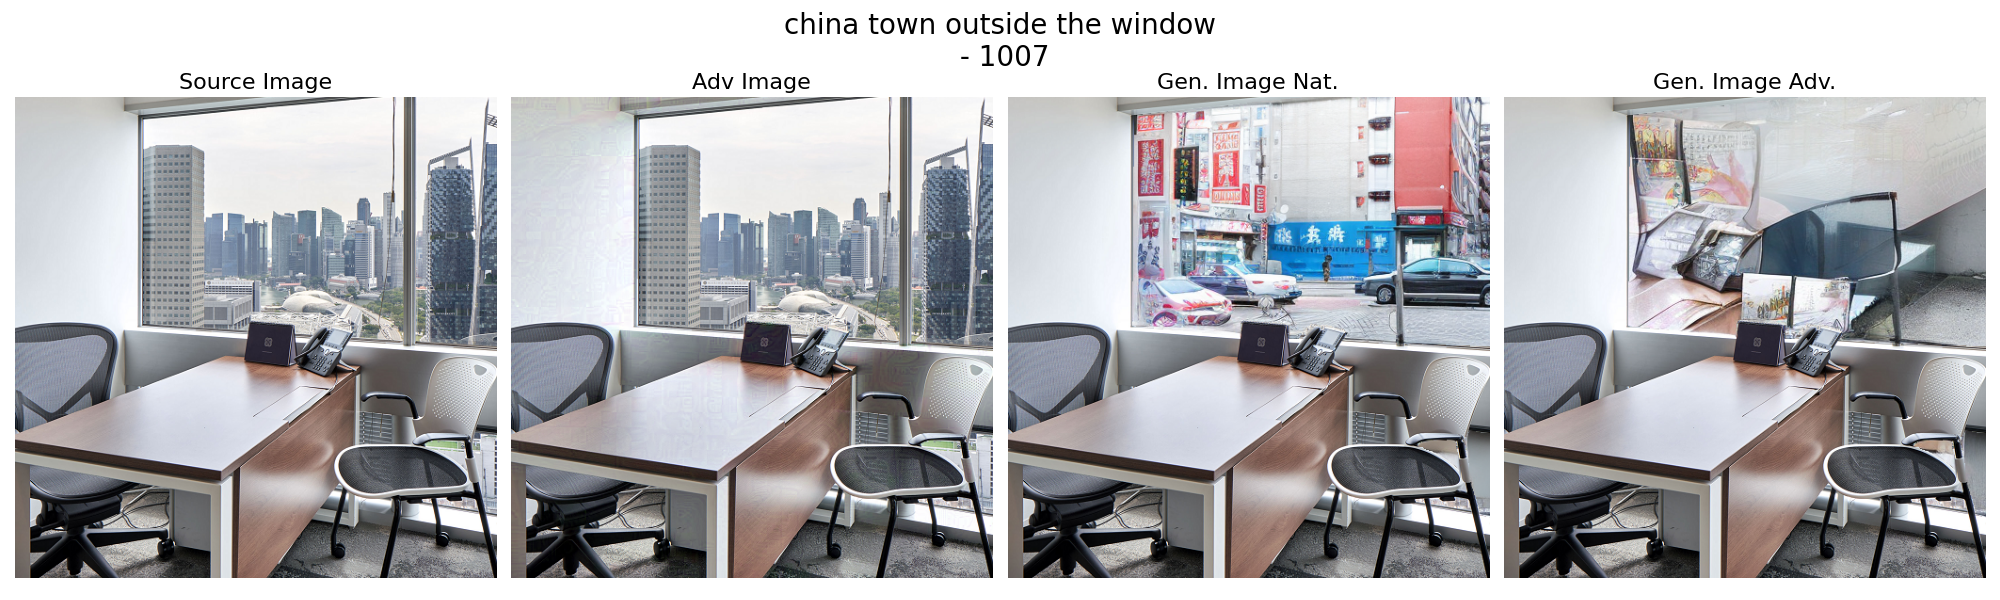 china town outside the window
- 1007
Source Image
Adv Image
Gen. Image Nat.
Gen. Image Adv.